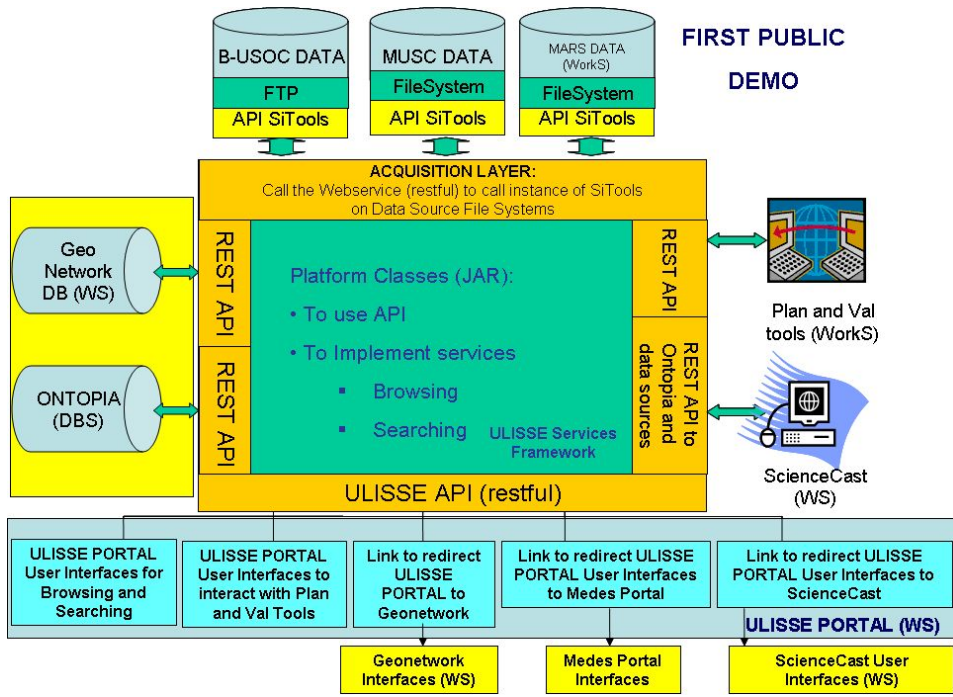 B-USOC DATA
FTP
API SiTools
MUSC DATA
FileSystem
API SiTools
MARS DATA
(WorkS)
FileSystem
API SiTools
FIRST PUBLIC
DEMO
ACQUISITION LAYER:
Call the Webservice (restful) to call instance of SiTools
on Data Source File Systems
Geo
Network
DB (WS)
ONTOPIA
(DBS)
REST API
REST API
Platform Classes (JAR):
• To use API
• To Implement services
▪ Browsing
▪ Searching
ULISSE Services
Framework
REST API
REST API to
Ontopia and
data sources
Plan and Val
tools (WorkS)
ScienceCast
(WS)
ULISSE API (restful)
ULISSE PORTAL
User Interfaces for
Browsing and
Searching
ULISSE PORTAL
User Interfaces to
interact with Plan
and Val Tools
Link to redirect
ULISSE
PORTAL to
Geonetwork
Link to redirect ULISSE
PORTAL User Interfaces
to Medes Portal
Link to redirect ULISSE
PORTAL User Interfaces to
ScienceCast
ULISSE PORTAL (WS)
Geonetwork
Interfaces (WS)
Medes Portal
Interfaces
ScienceCast User
Interfaces (WS)